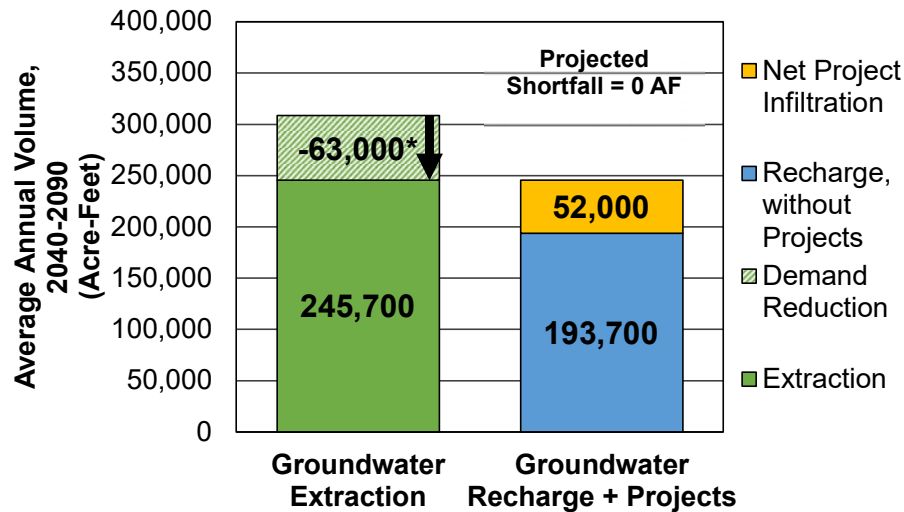 Average Annual Volume,
2040-2090
(Acre-Feet)
400,000
350,000
300,000
250,000
200,000
150,000
100,000
50,000
0
Projected
Shortfall = 0 AF
-63,000*
245,700
52,000
193,700
Groundwater
Extraction
Groundwater
Recharge + Projects
Net Project
Infiltration
Recharge,
without
Projects
Demand
Reduction
Extraction